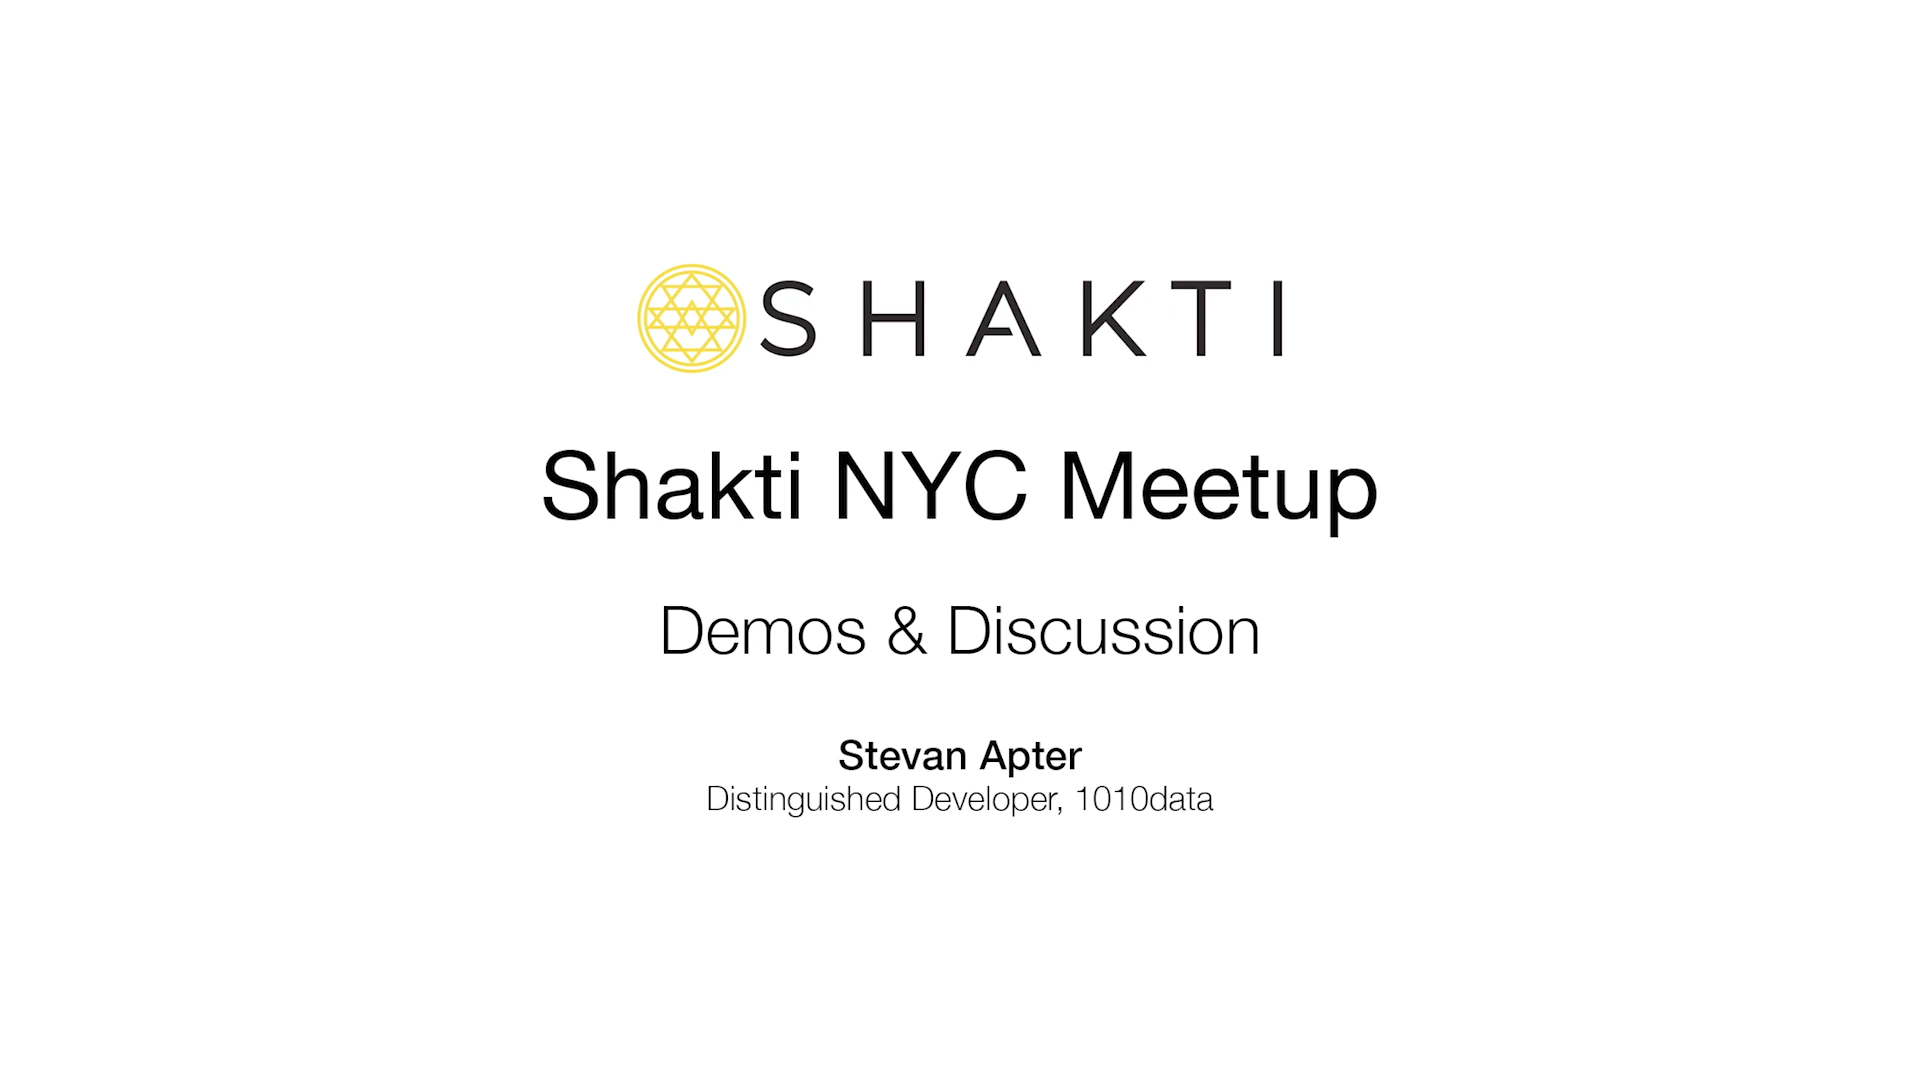 SHAKTI
Shakti NYC Meetup
Demos & Discussion
Stevan Apter
Distinguished Developer, 1010data